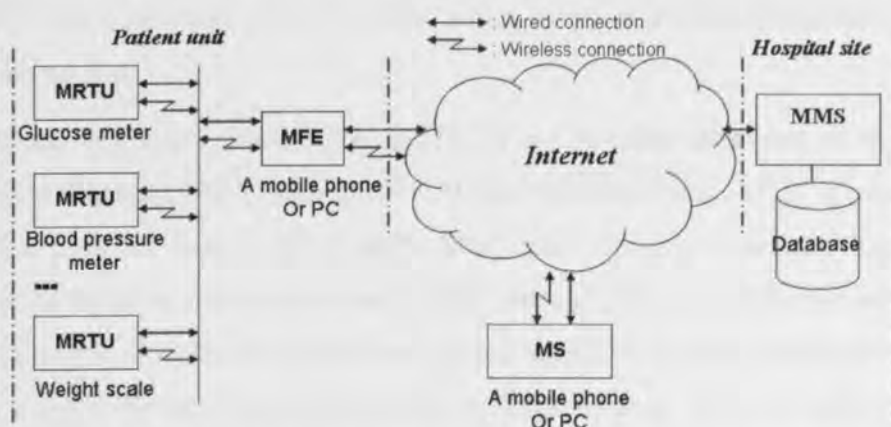 : Wired connection
: Wireless connection
Patient unit
Hospital site
MRTU
Glucose meter
MRTU
Blood pressure
meter
...
MRTU
Weight scale
MFE
A mobile phone
Or PC
Internet
MS
A mobile phone
Or PC
MMS
Database